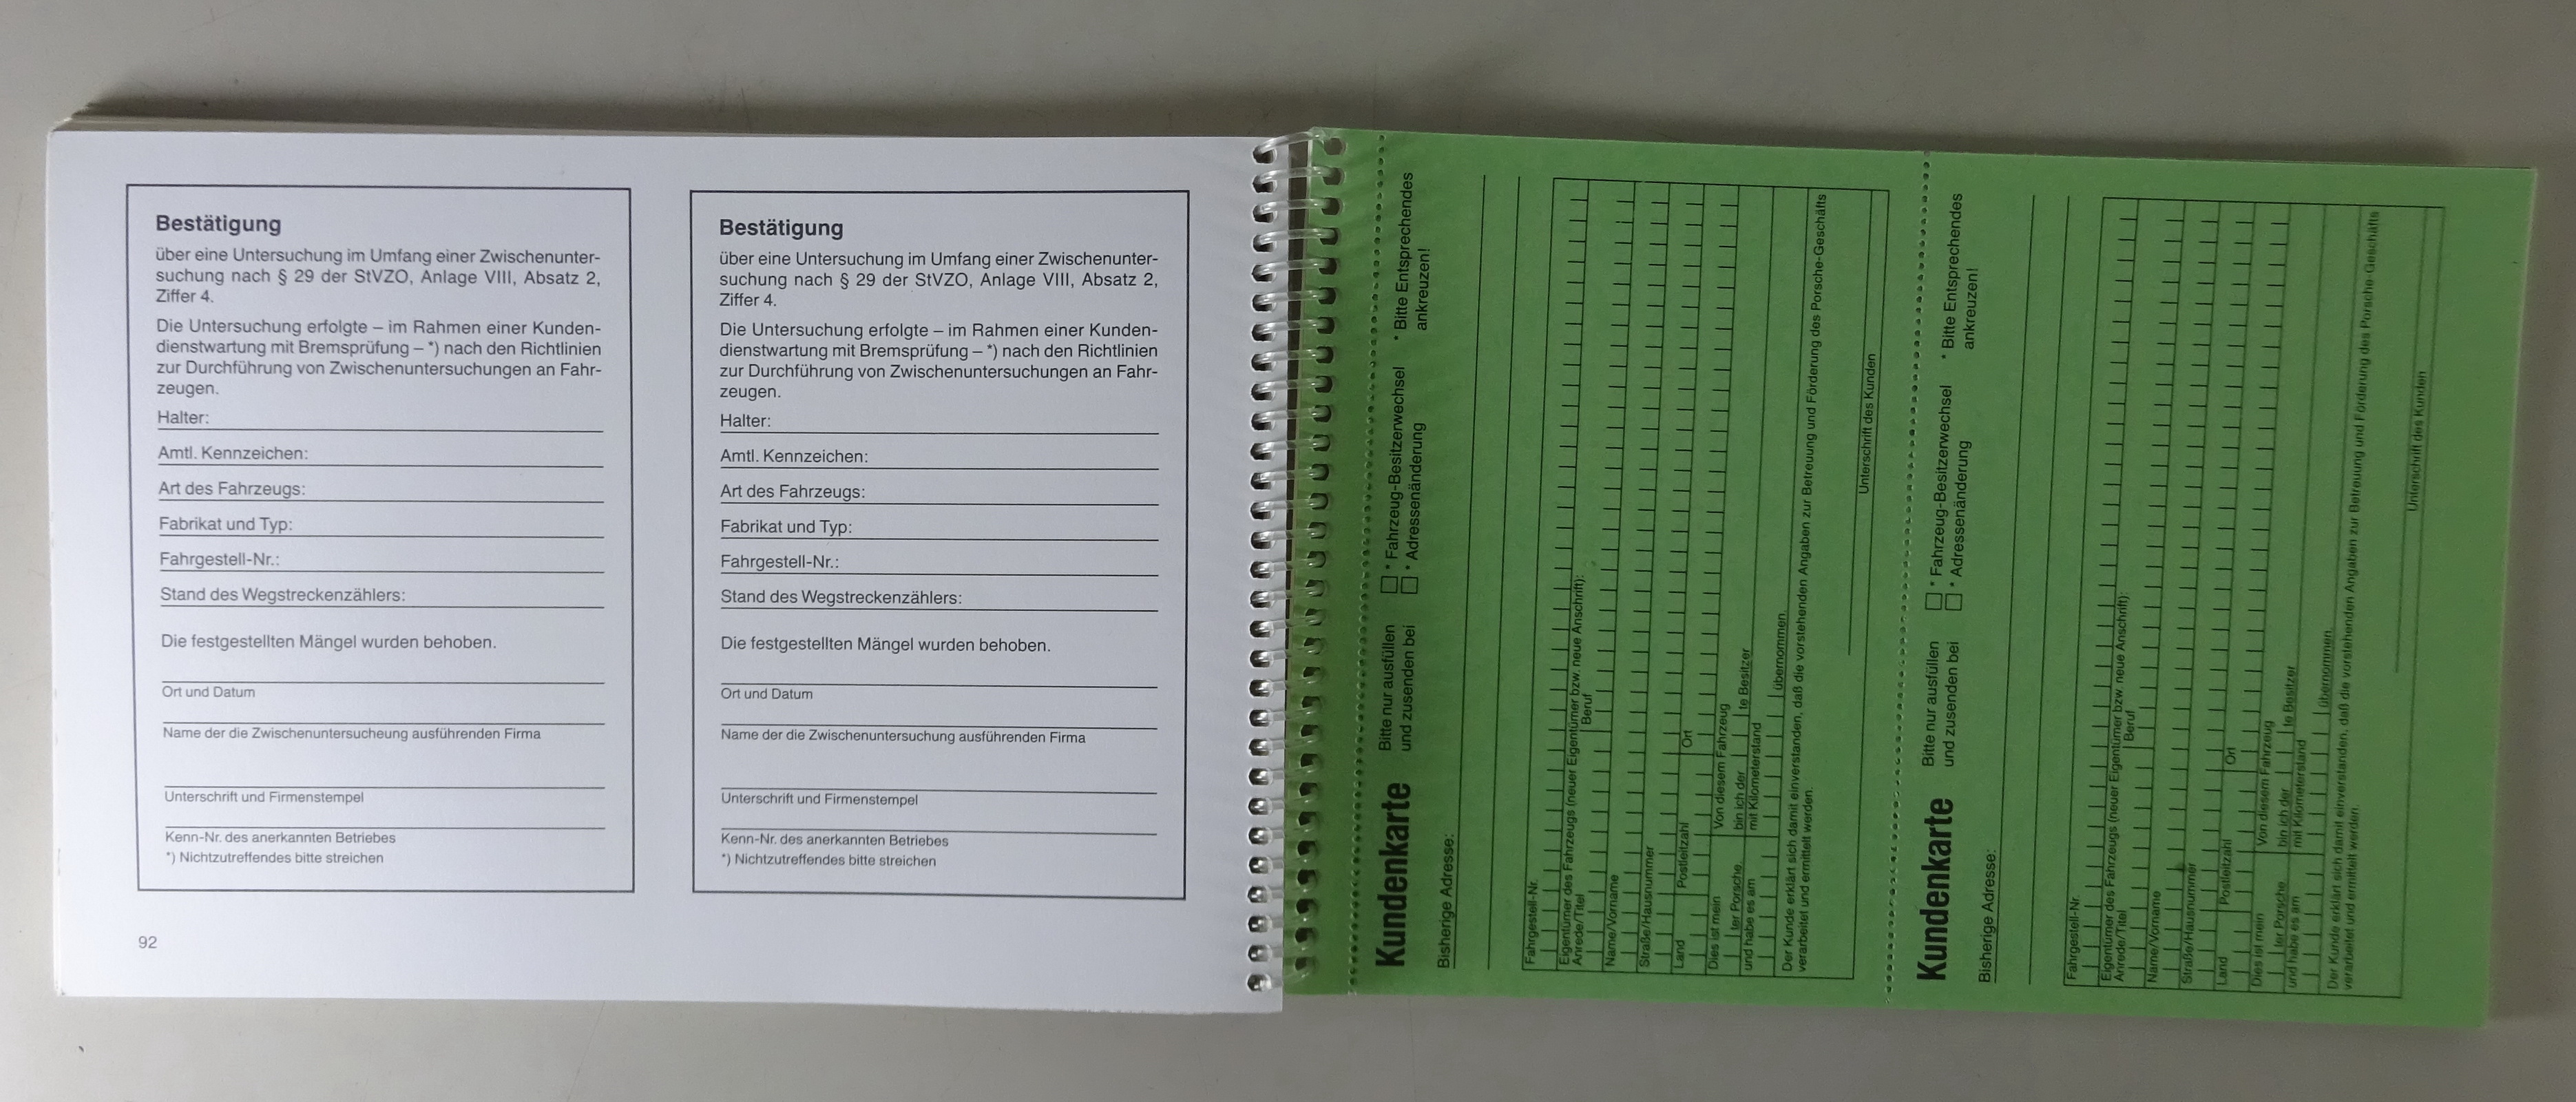 Bestätigung
über eine Untersuchung im Umfang einer Zwischenunter-
suchung nach § 29 der StVZO, Anlage VIII, Absatz 2,
Ziffer 4.
Die Untersuchung erfolgte – im Rahmen einer Kunden-
dienstwartung mit Bremsprüfung – *) nach den Richtlinien
zur Durchführung von Zwischenuntersuchungen an Fahr-
zeugen.
Halter:
Amtl. Kennzeichen:
Art des Fahrzeugs:
Fabrikat und Typ:
Fahrgestell-Nr.:
Stand des Wegstreckenzählers:
Die festgestellten Mängel wurden behoben.
Ort und Datum
Name der die Zwischenuntersucheung ausführenden Firma
Unterschrift und Firmenstempel
Kenn-Nr. des anerkannten Betriebes
*) Nichtzutreffendes bitte streichen
92
Bestätigung
über eine Untersuchung im Umfang einer Zwischenunter-
suchung nach § 29 der StVZO, Anlage VIII, Absatz 2,
Ziffer 4.
Die Untersuchung erfolgte – im Rahmen einer Kunden-
dienstwartung mit Bremsprüfung – *) nach den Richtlinien
zur Durchführung von Zwischenuntersuchungen an Fahr-
zeugen.
Halter:
Amtl. Kennzeichen:
Art des Fahrzeugs:
Fabrikat und Typ:
Fahrgestell-Nr.:
Stand des Wegstreckenzählers:
Die festgestellten Mängel wurden behoben.
Ort und Datum
Name der die Zwischenuntersuchung ausführenden Firma
Unterschrift und Firmenstempel
Kenn-Nr. des anerkannten Betriebes
*) Nichtzutreffendes bitte streichen
Kundenkarte
Bitte nur ausfüllen
und zusenden bei
* Fahrzeug-Besitzerwechsel
* Adressenänderung
* Bitte Entsprechendes
ankreuzen!
Bisherige Adresse:
Fahrgestell-Nr.
Eigentümer des Fahrzeugs (neuer Eigentümer bzw. neue Anschrift):
Anrede/Titel Beruf
Name/Vorname
Straße/Hausnummer
Land Postleitzahl Ort
Dies ist mein Von diesem Fahrzeug
ter Porsche bin ich der te Besitzer
und habe es am mit Kilometerstand
übernommen.
Der Kunde erklärt sich damit einverstanden, daß die vorstehenden Angaben zur Betreuung und Förderung des Porsche-Geschäfts
verarbeitet und ermittelt werden.
Unterschrift des Kunden
Kundenkarte
Bitte nur ausfüllen
und zusenden bei
* Fahrzeug-Besitzerwechsel
* Adressenänderung
* Bitte Entsprechendes
ankreuzen!
Bisherige Adresse:
Fahrgestell-Nr.
Eigentümer des Fahrzeugs (neuer Eigentümer bzw. neue Anschrift):
Anrede/Titel Beruf
Name/Vorname
Straße/Hausnummer
Land Postleitzahl Ort
Dies ist mein Von diesem Fahrzeug
ter Porsche bin ich der te Besitzer
und habe es am mit Kilometerstand
übernommen.
Der Kunde erklärt sich damit einverstanden, daß die vorstehenden Angaben zur Betreuung und Förderung des Porsche-Geschäfts
verarbeitet und ermittelt werden.
Unterschrift des Kunden